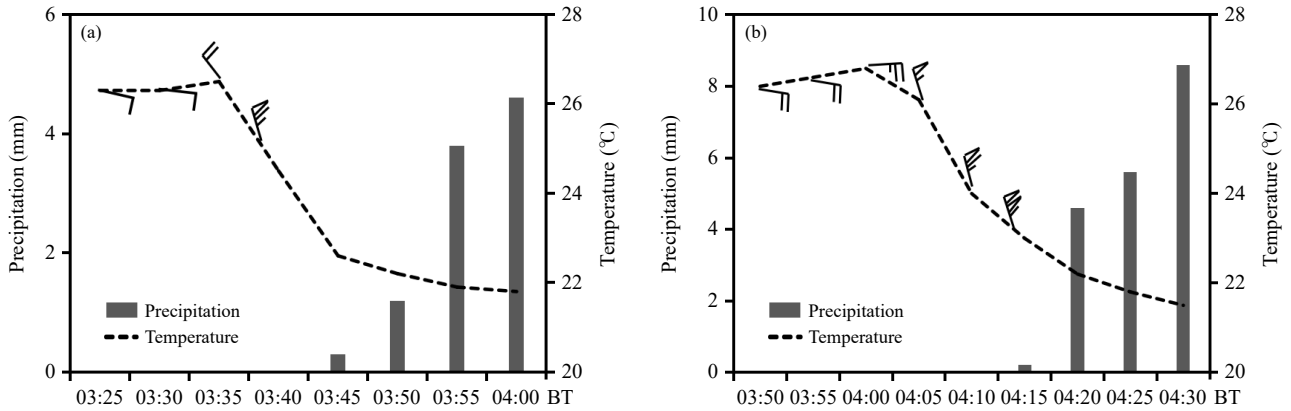 (a)
6
4
2
0
Precipitation (mm)
28
26
24
22
20
Temperature (℃)
Precipitation
Temperature
03:25 03:30 03:35 03:40 03:45 03:50 03:55 04:00 BT
(b)
10
8
6
4
2
0
Precipitation (mm)
28
26
24
22
20
Temperature (℃)
Precipitation
Temperature
03:50 03:55 04:00 04:05 04:10 04:15 04:20 04:25 04:30 BT